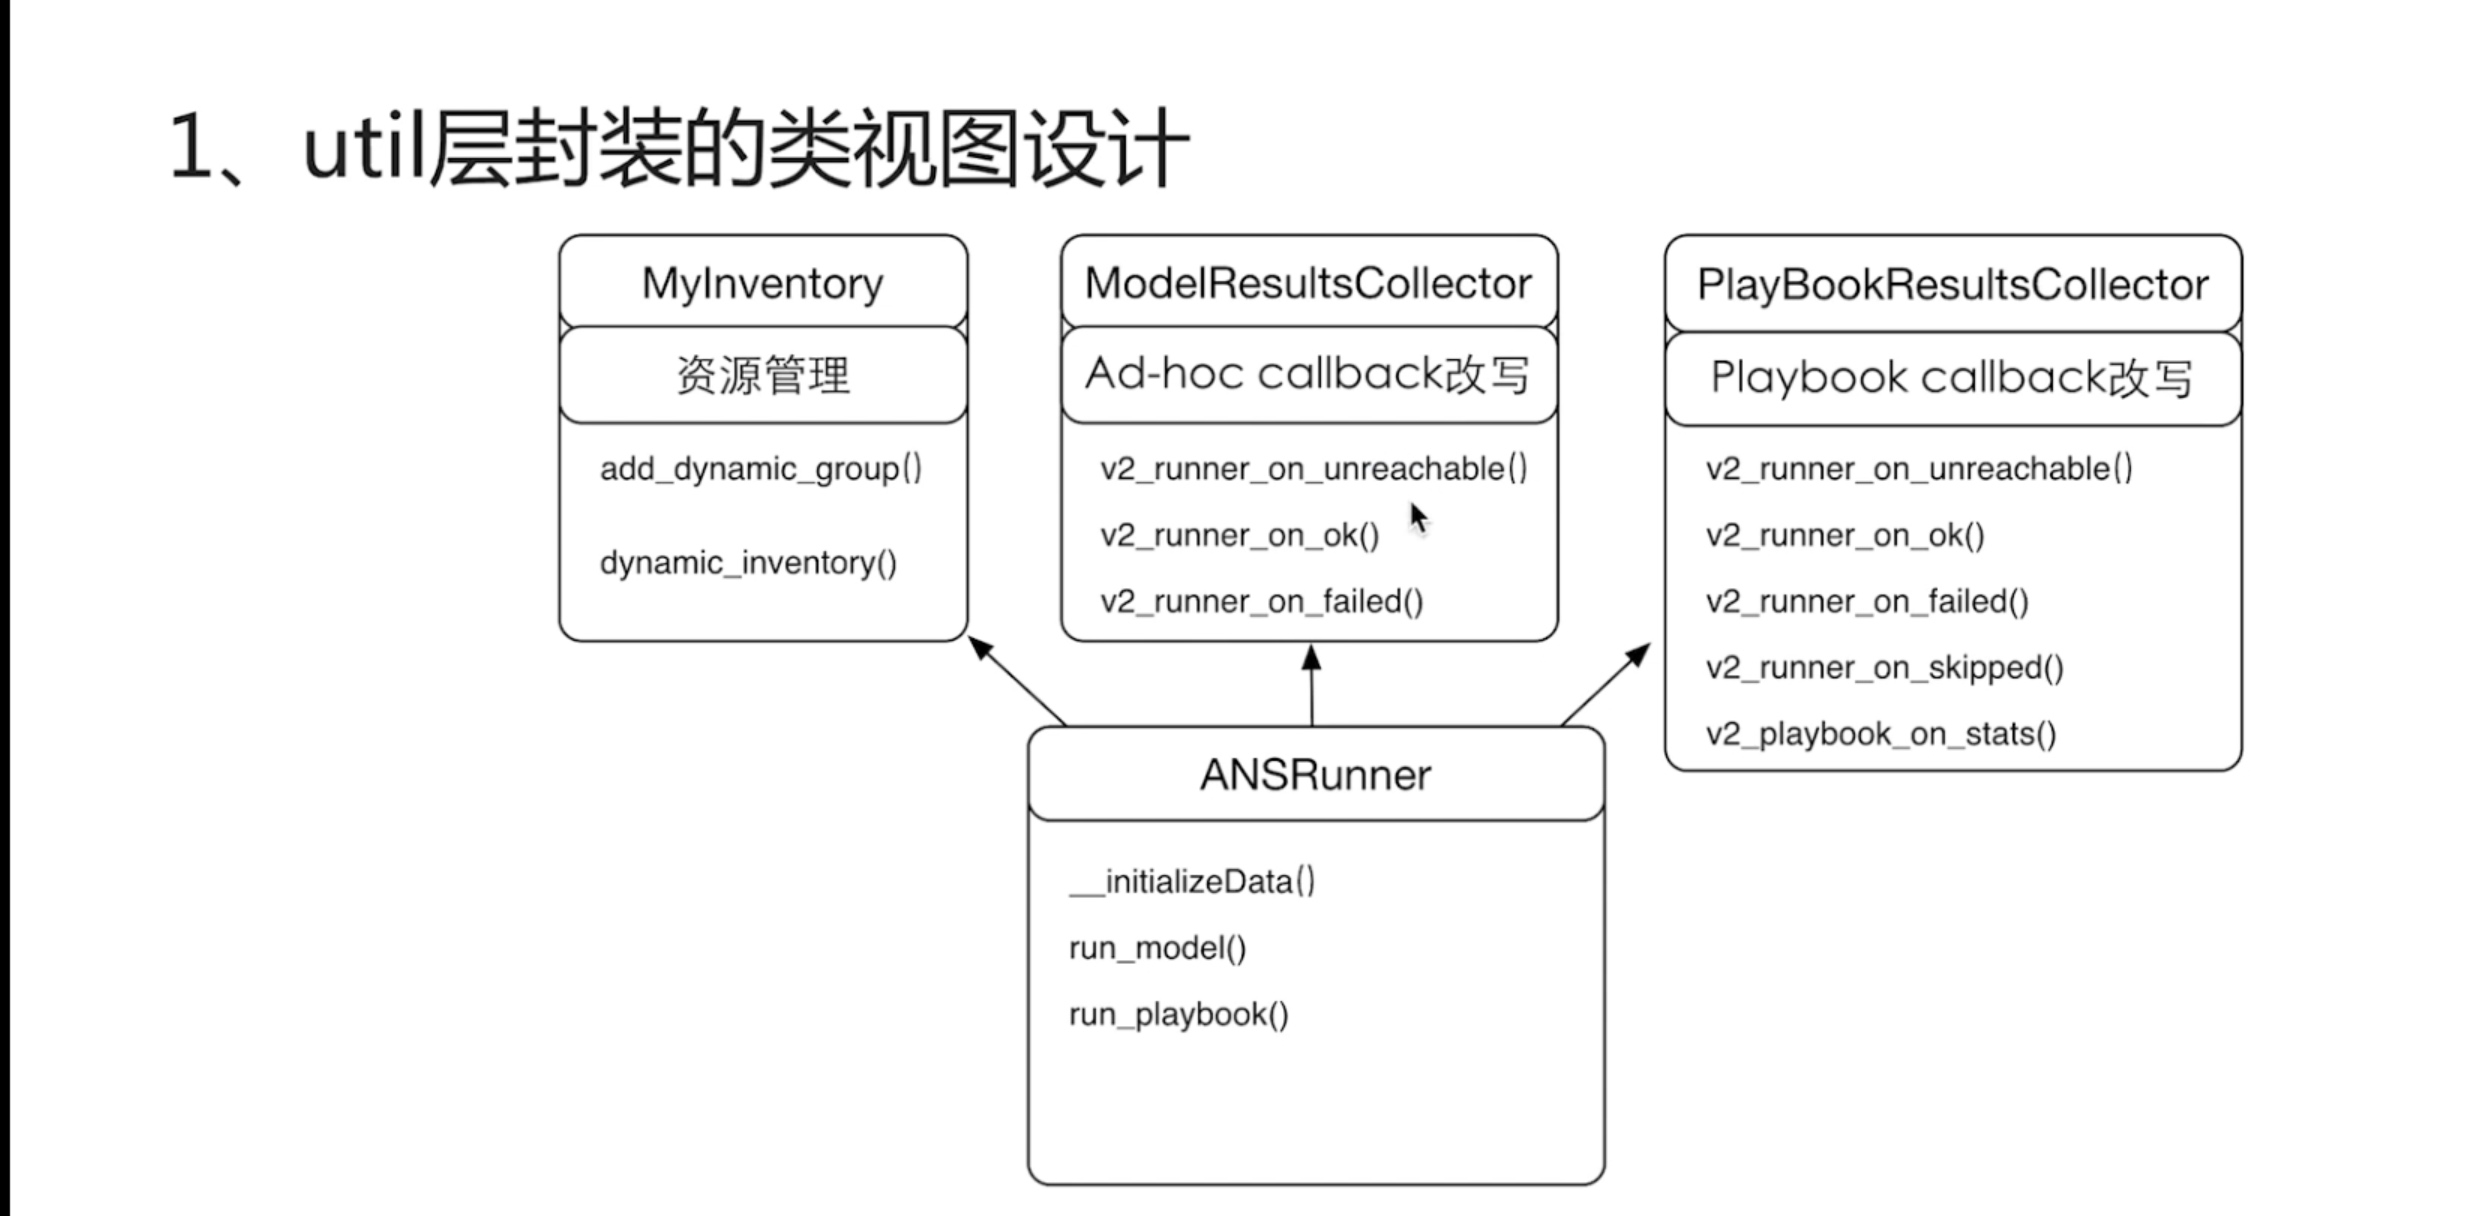 1、util层封装的类视图设计
MyInventory
资源管理
add_dynamic_group()
dynamic_inventory()
ModelResultsCollector
Ad-hoc callback改写
v2_runner_on_unreachable()
v2_runner_on_ok()
v2_runner_on_failed()
PlayBookResultsCollector
Playbook callback改写
v2_runner_on_unreachable()
v2_runner_on_ok()
v2_runner_on_failed()
v2_runner_on_skipped()
v2_playbook_on_stats()
ANSRunner
__initializeData()
run_model()
run_playbook()